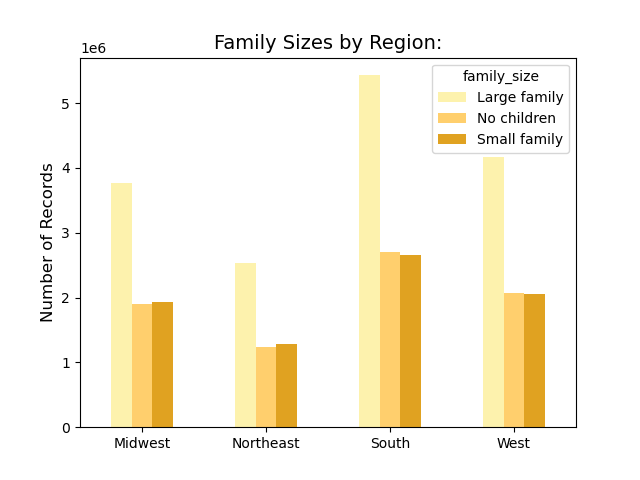 Family Sizes by Region:
1e6
family_size
Large family
No children
Small family
Number of Records
5
4
3
2
1
0
Midwest
Northeast
South
West